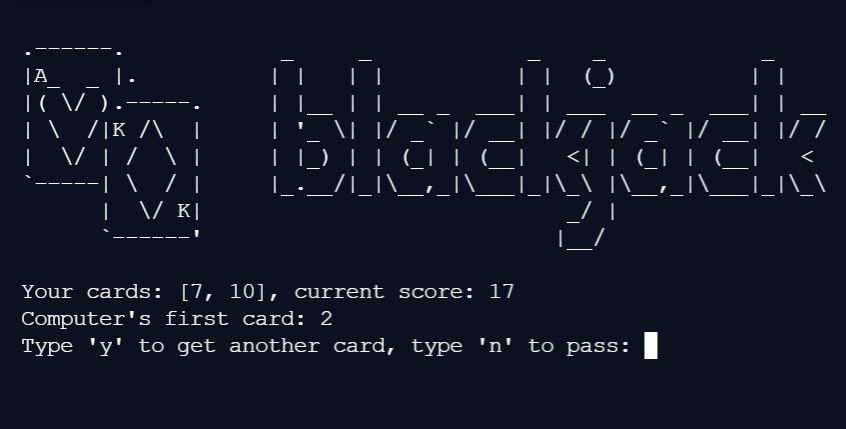 A
K
K
blackjack
Your cards: [7, 10], current score: 17
Computer's first card: 2
Type 'y' to get another card, type 'n' to pass: